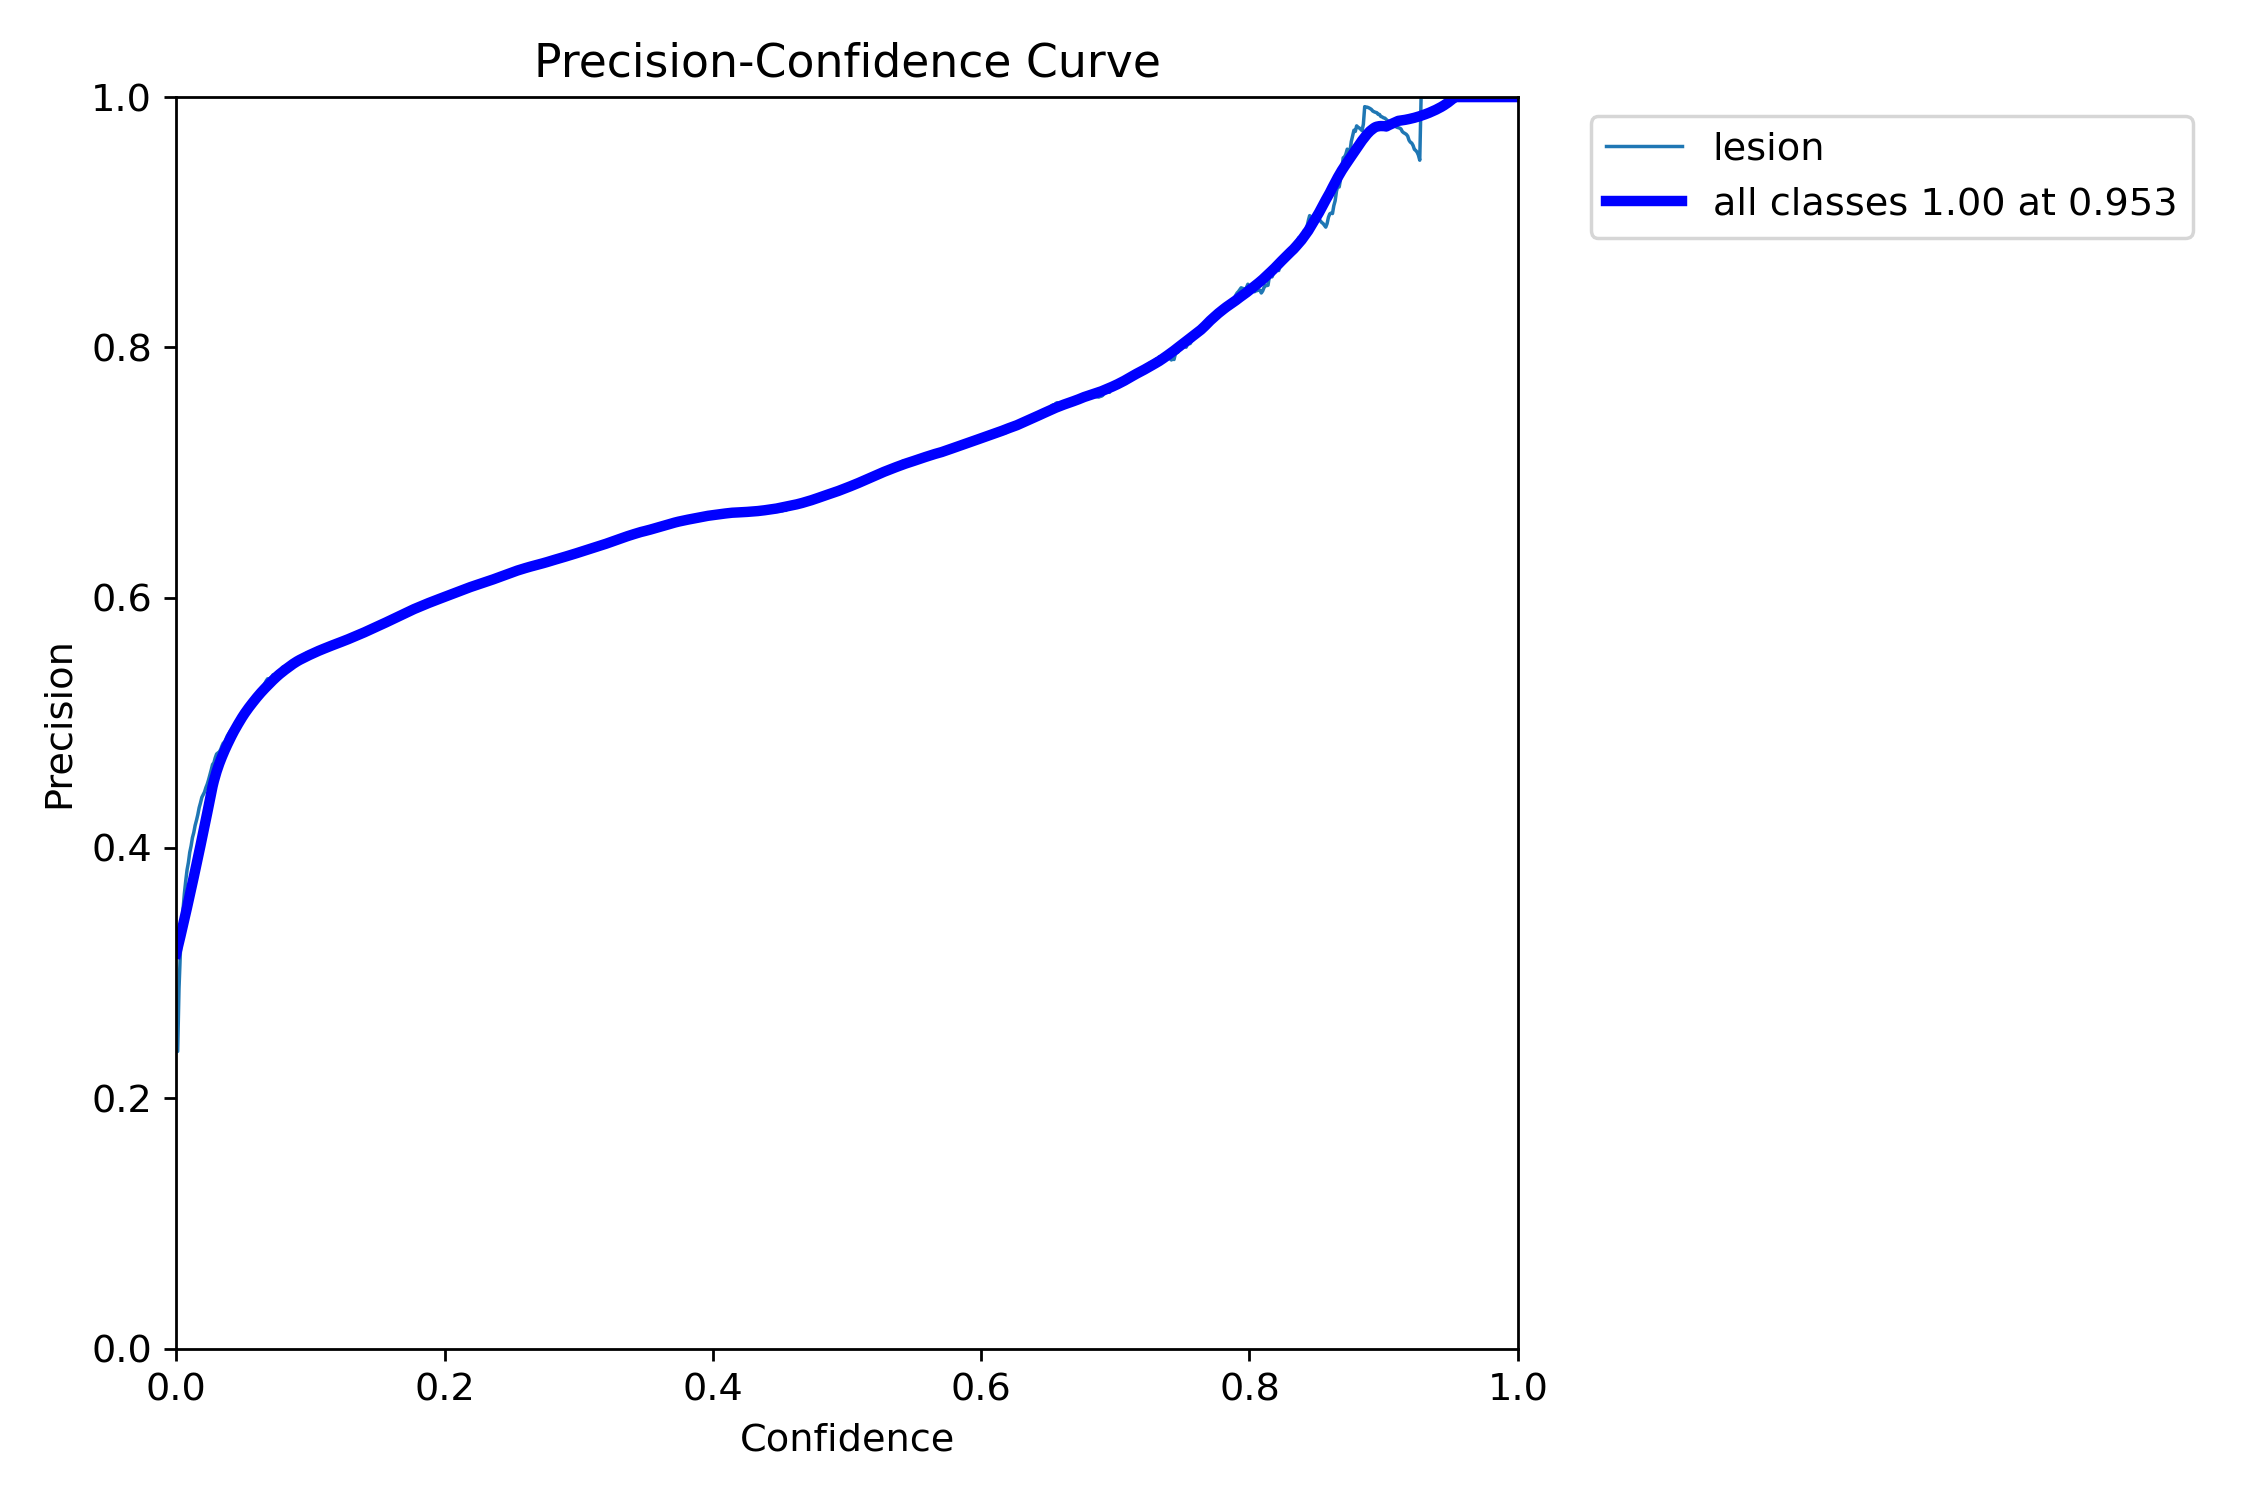 Precision-Confidence Curve
1.0
0.8
0.6
0.4
0.2
0.0
Precision
0.0 0.2 0.4 0.6 0.8 1.0
Confidence
lesion
all classes 1.00 at 0.953